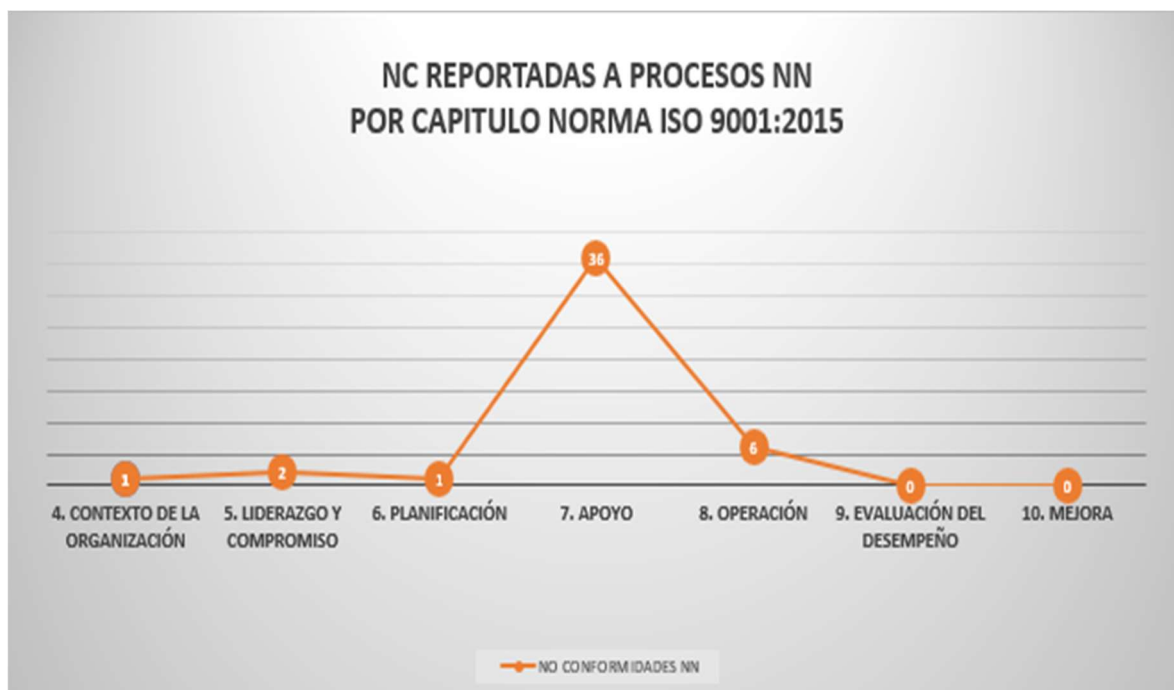 NC REPORTADAS A PROCESOS NN
POR CAPITULO NORMA ISO 9001:2015
36
6
1
2
1
0
0
4. CONTEXTO DE LA
ORGANIZACIÓN
5. LIDERAZGO Y
COMPROMISO
6. PLANIFICACIÓN
7. APOYO
8. OPERACIÓN
9. EVALUACIÓN DEL
DESEMPEÑO
10. MEJORA
NO CONFORMIDADES NN